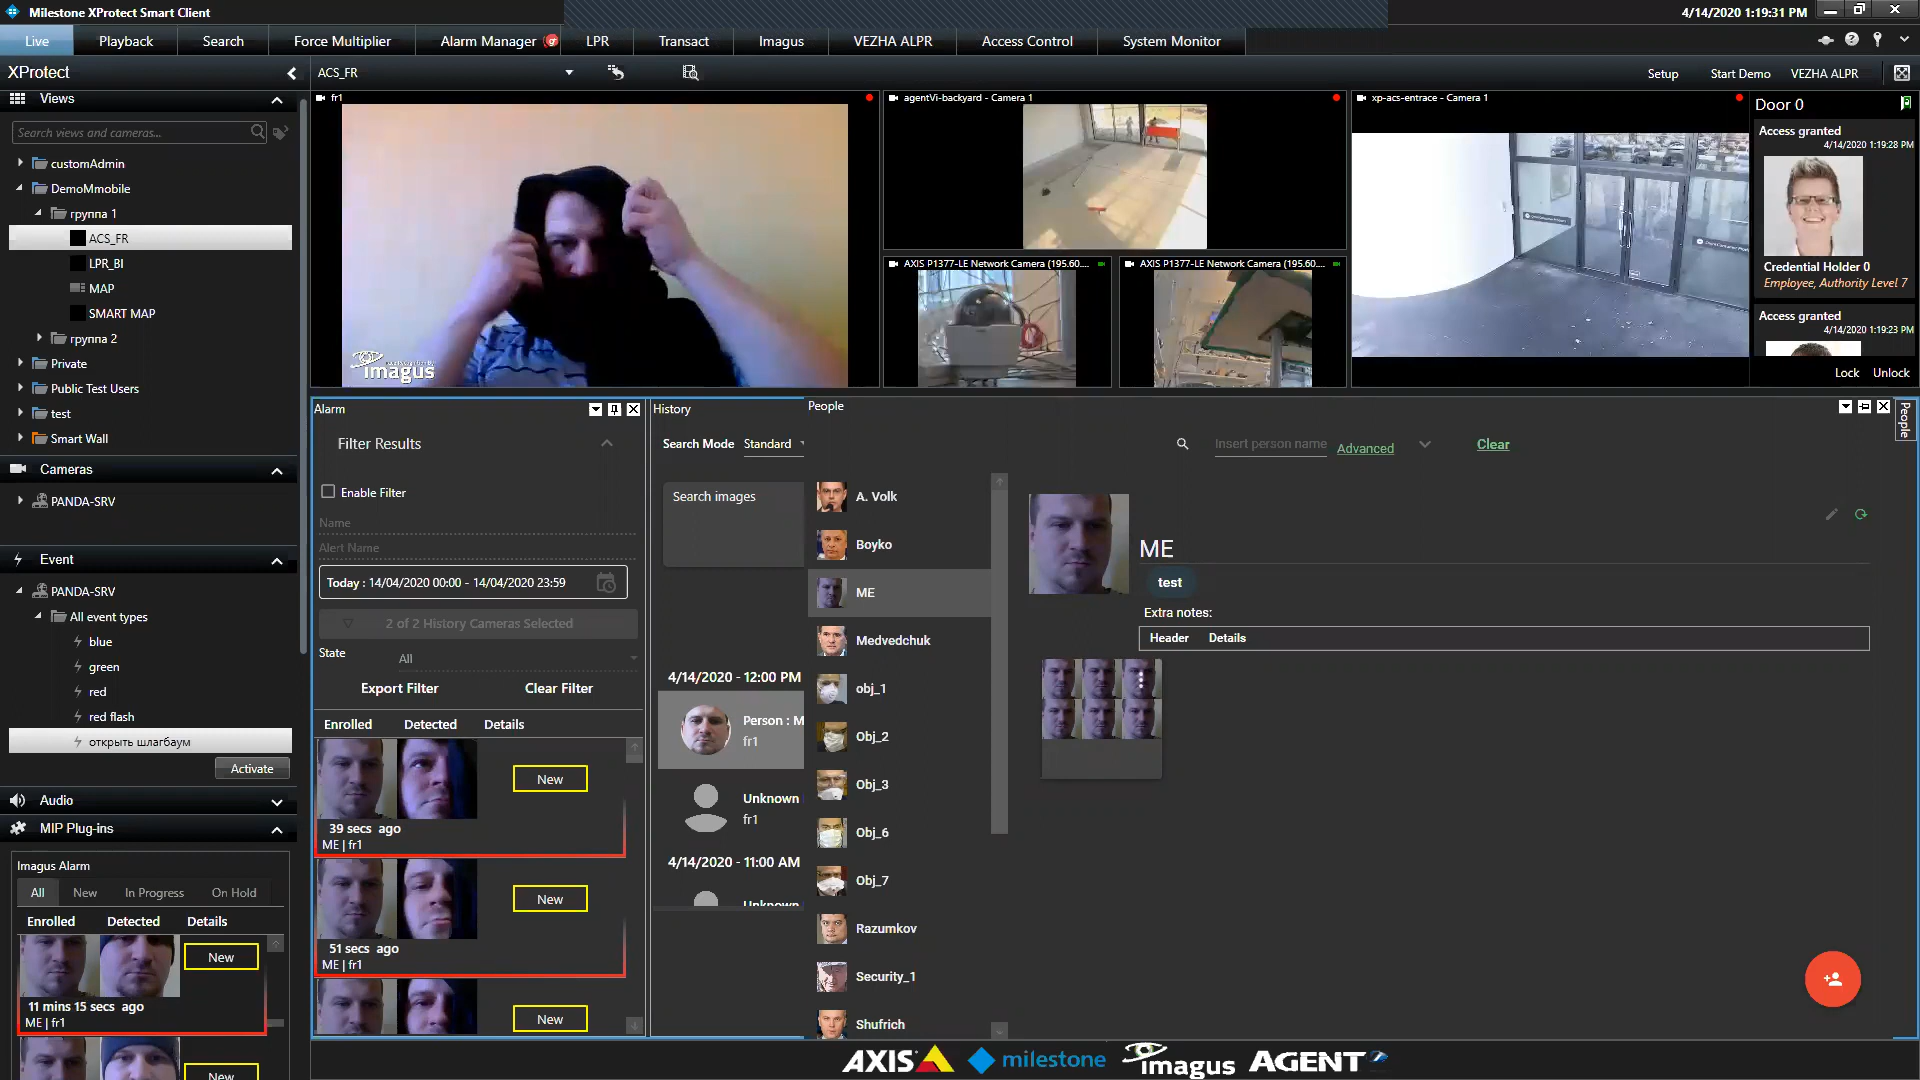 Milestone XProtect Smart Client
4/14/2020 1:19:31 PM
Live
Playback
Search
Force Multiplier
Alarm Manager
LPR
Transact
Imagus
VEZHA ALPR
Access Control
System Monitor
XProtect
ACS_FR
Setup
Start Demo
VEZHA ALPR
Views
Search views and cameras...
customAdmin
DemoMmobile
группа 1
ACS_FR
LPR_BI
MAP
SMART MAP
группа 2
Private
Public Test Users
test
Smart Wall
Cameras
PANDA-SRV
Event
PANDA-SRV
All event types
blue
green
red
red flash
открыть шлагбаум
Activate
Audio
MIP Plug-ins
Imagus Alarm
All
New
In Progress
On Hold
Enrolled
Detected
Details
New
11 mins 15 secs ago
ME | fr1
New
fr1
imagus
agentVi-backyard - Camera 1
AXIS P1377-LE Network Camera (195.60....
AXIS P1377-LE Network Camera (195.60....
xp-acs-entrace - Camera 1
Door 0
Access granted
4/14/2020 1:19:28 PM
Credential Holder 0
Employee, Authority Level 7
Access granted
4/14/2020 1:19:23 PM
Lock
Unlock
Alarm
Filter Results
Enable Filter
Name
Alert Name
Today : 14/04/2020 00:00 - 14/04/2020 23:59
2 of 2 History Cameras Selected
State
All
Export Filter
Clear Filter
Enrolled
Detected
Details
New
39 secs ago
ME | fr1
New
51 secs ago
ME | fr1
New
History
Search Mode
Standard
Search images
4/14/2020 - 12:00 PM
Person : M
fr1
Unknown
fr1
4/14/2020 - 11:00 AM
Unknown
People
People
Insert person name
Advanced
Clear
A. Volk
Boyko
ME
Medvedchuk
obj_1
Obj_2
Obj_3
Obj_6
Obj_7
Razumkov
Security_1
Shufrich
ME
test
Extra notes:
Header
Details
AXIS
milestone
imagus
AGENT